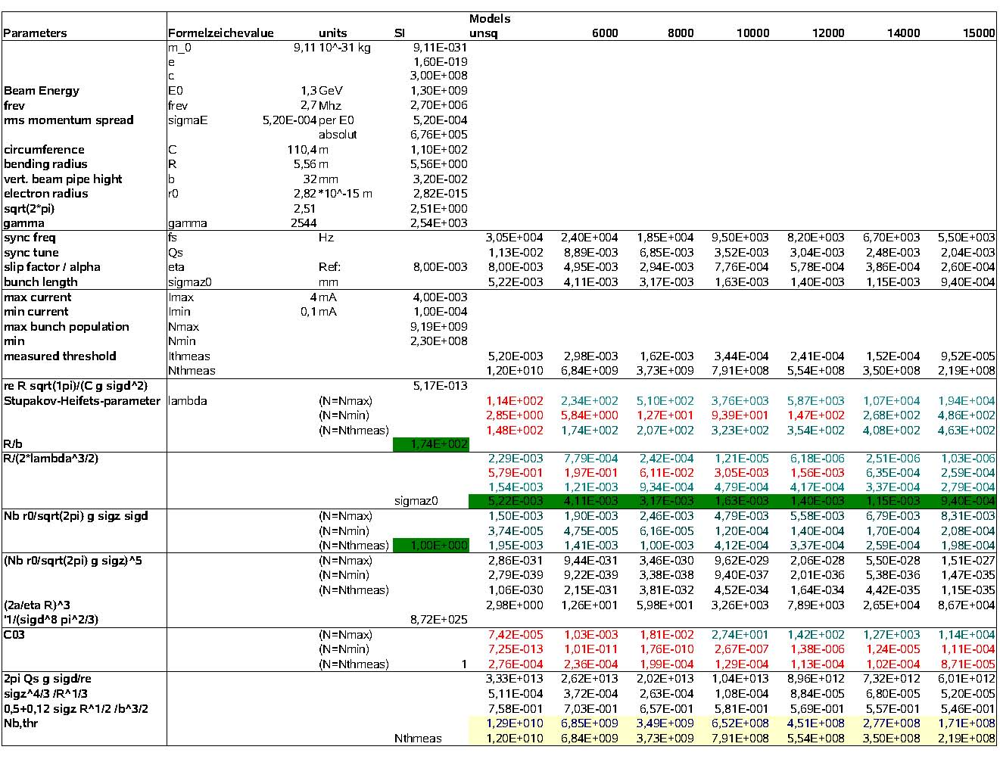 Models
Parameters Formelzeichevalue units SI unsq 6000 8000 10000 12000 14000 15000
m_0 9,11 10^-31 kg 9,11E-031
e 1,60E-019
c 3,00E+008
Beam Energy E0 1,3 GeV 1,30E+009
frev frev 2,7 Mhz 2,70E+006
rms momentum spread sigmaE 5,20E-004 per E0 5,20E-004
absolut 6,76E+005
circumference C 110,4 m 1,10E+002
bending radius R 5,56 m 5,56E+000
vert. beam pipe hight b 32 mm 3,20E-002
electron radius r0 2,82 *10^-15 m 2,82E-015
sqrt(2*pi) 2,51 2,51E+000
gamma gamma 2544 2,54E+003
sync freq fs Hz 3,05E+004 2,40E+004 1,85E+004 9,50E+003 8,20E+003 6,70E+003 5,50E+003
sync tune Qs 1,13E-002 8,89E-003 6,85E-003 3,52E-003 3,04E-003 2,48E-003 2,04E-003
slip factor / alpha eta Ref: 8,00E-003 8,00E-003 4,95E-003 2,94E-003 7,76E-004 5,78E-004 3,86E-004 2,60E-004
bunch length sigmaz0 mm 5,22E-003 4,11E-003 3,17E-003 1,63E-003 1,40E-003 1,15E-003 9,40E-004
max current Imax 4 mA 4,00E-003
min current Imin 0,1 mA 1,00E-004
max bunch population Nmax 9,19E+009
min Nmin 2,30E+008
measured threshold Ithmeas 5,20E-003 2,98E-003 1,62E-003 3,44E-004 2,41E-004 1,52E-004 9,52E-005
Nthmeas 1,20E+010 6,84E+009 3,73E+009 7,91E+008 5,54E+008 3,50E+008 2,19E+008
re R sqrt(1pi)/(C g sigd^2) 5,17E-013
Stupakov-Heifets-parameter lambda (N=Nmax) 1,14E+002 2,34E+002 5,10E+002 3,76E+003 5,87E+003 1,07E+004 1,94E+004
(N=Nmin) 2,85E+000 5,84E+000 1,27E+001 9,39E+001 1,47E+002 2,68E+002 4,86E+002
(N=Nthmeas) 1,48E+002 1,74E+002 2,07E+002 3,23E+002 3,54E+002 4,08E+002 4,63E+002
R/b 1,74E+002
R/(2*lambda^3/2) 2,29E-003 7,79E-004 2,42E-004 1,21E-005 6,18E-006 2,51E-006 1,03E-006
5,79E-001 1,97E-001 6,11E-002 3,05E-003 1,56E-003 6,35E-004 2,59E-004
1,54E-003 1,21E-003 9,34E-004 4,79E-004 4,17E-004 3,37E-004 2,79E-004
sigmaz0 5,22E-003 4,11E-003 3,17E-003 1,63E-003 1,40E-003 1,15E-003 9,40E-004
Nb r0/sqrt(2pi) g sigz sigd (N=Nmax) 1,50E-003 1,90E-003 2,46E-003 4,79E-003 5,58E-003 6,79E-003 8,31E-003
(N=Nmin) 3,74E-005 4,75E-005 6,16E-005 1,20E-004 1,40E-004 1,70E-004 2,08E-004
(N=Nthmeas) 1,00E+000 1,95E-003 1,41E-003 1,00E-003 4,12E-004 3,37E-004 2,59E-004 1,98E-004
(Nb r0/sqrt(2pi) g sigz)^5 (N=Nmax) 2,86E-031 9,44E-031 3,46E-030 9,62E-029 2,06E-028 5,50E-028 1,51E-027
(N=Nmin) 2,79E-039 9,22E-039 3,38E-038 9,40E-037 2,01E-036 5,38E-036 1,47E-035
(N=Nthmeas) 1,06E-030 2,15E-031 3,81E-032 4,52E-034 1,64E-034 4,42E-035 1,15E-035
(2a/eta R)^3 2,98E+000 1,26E+001 5,98E+001 3,26E+003 7,89E+003 2,65E+004 8,67E+004
'1/(sigd^8 pi^2/3) 8,72E+025
C03 (N=Nmax) 7,42E-005 1,03E-003 1,81E-002 2,74E+001 1,42E+002 1,27E+003 1,14E+004
(N=Nmin) 7,25E-013 1,01E-011 1,76E-010 2,67E-007 1,38E-006 1,24E-005 1,11E-004
(N=Nthmeas) 1 2,76E-004 2,36E-004 1,99E-004 1,29E-004 1,13E-004 1,02E-004 8,71E-005
2pi Qs g sigd/re 3,33E+013 2,62E+013 2,02E+013 1,04E+013 8,96E+012 7,32E+012 6,01E+012
sigz^4/3 /R^1/3 5,11E-004 3,72E-004 2,63E-004 1,08E-004 8,84E-005 6,80E-005 5,20E-005
0,5+0,12 sigz R^1/2 /b^3/2 7,58E-001 7,03E-001 6,57E-001 5,81E-001 5,69E-001 5,57E-001 5,46E-001
Nb,thr 1,29E+010 6,85E+009 3,49E+009 6,52E+008 4,51E+008 2,77E+008 1,71E+008
Nthmeas 1,20E+010 6,84E+009 3,73E+009 7,91E+008 5,54E+008 3,50E+008 2,19E+008